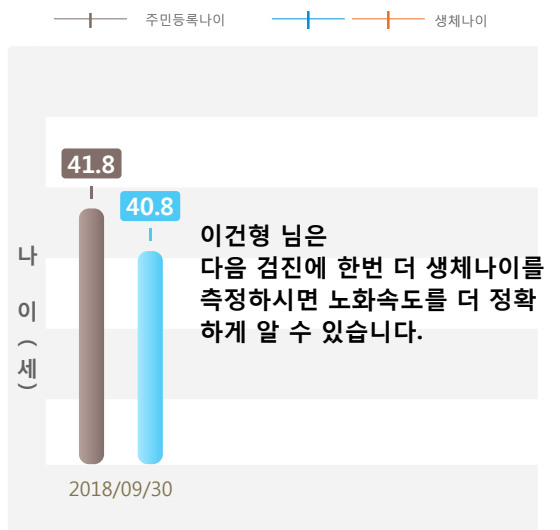 주민등록나이 생체나이
41.8
40.8
이건형 님은
다음 검진에 한번 더 생체나이를
측정하시면 노화속도를 더 정확
하게 알 수 있습니다.
나 이 (세)
2018/09/30